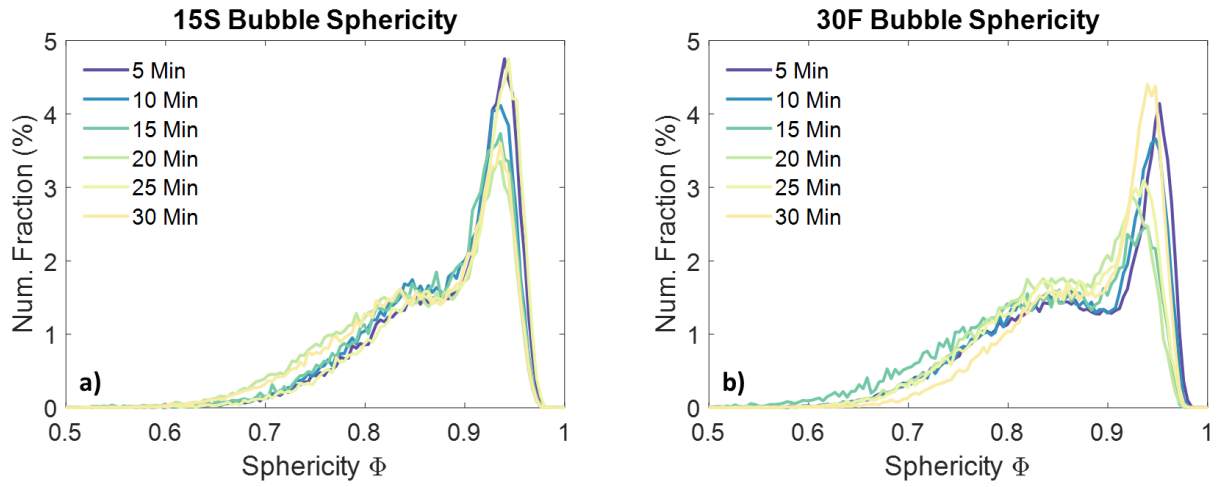 15S Bubble Sphericity
5
4
3
2
1
0
Num. Fraction (%)
5 Min
10 Min
15 Min
20 Min
25 Min
30 Min
a)
0.5 0.6 0.7 0.8 0.9 1
Sphericity Φ
30F Bubble Sphericity
5
4
3
2
1
0
Num. Fraction (%)
5 Min
10 Min
15 Min
20 Min
25 Min
30 Min
b)
0.5 0.6 0.7 0.8 0.9 1
Sphericity Φ